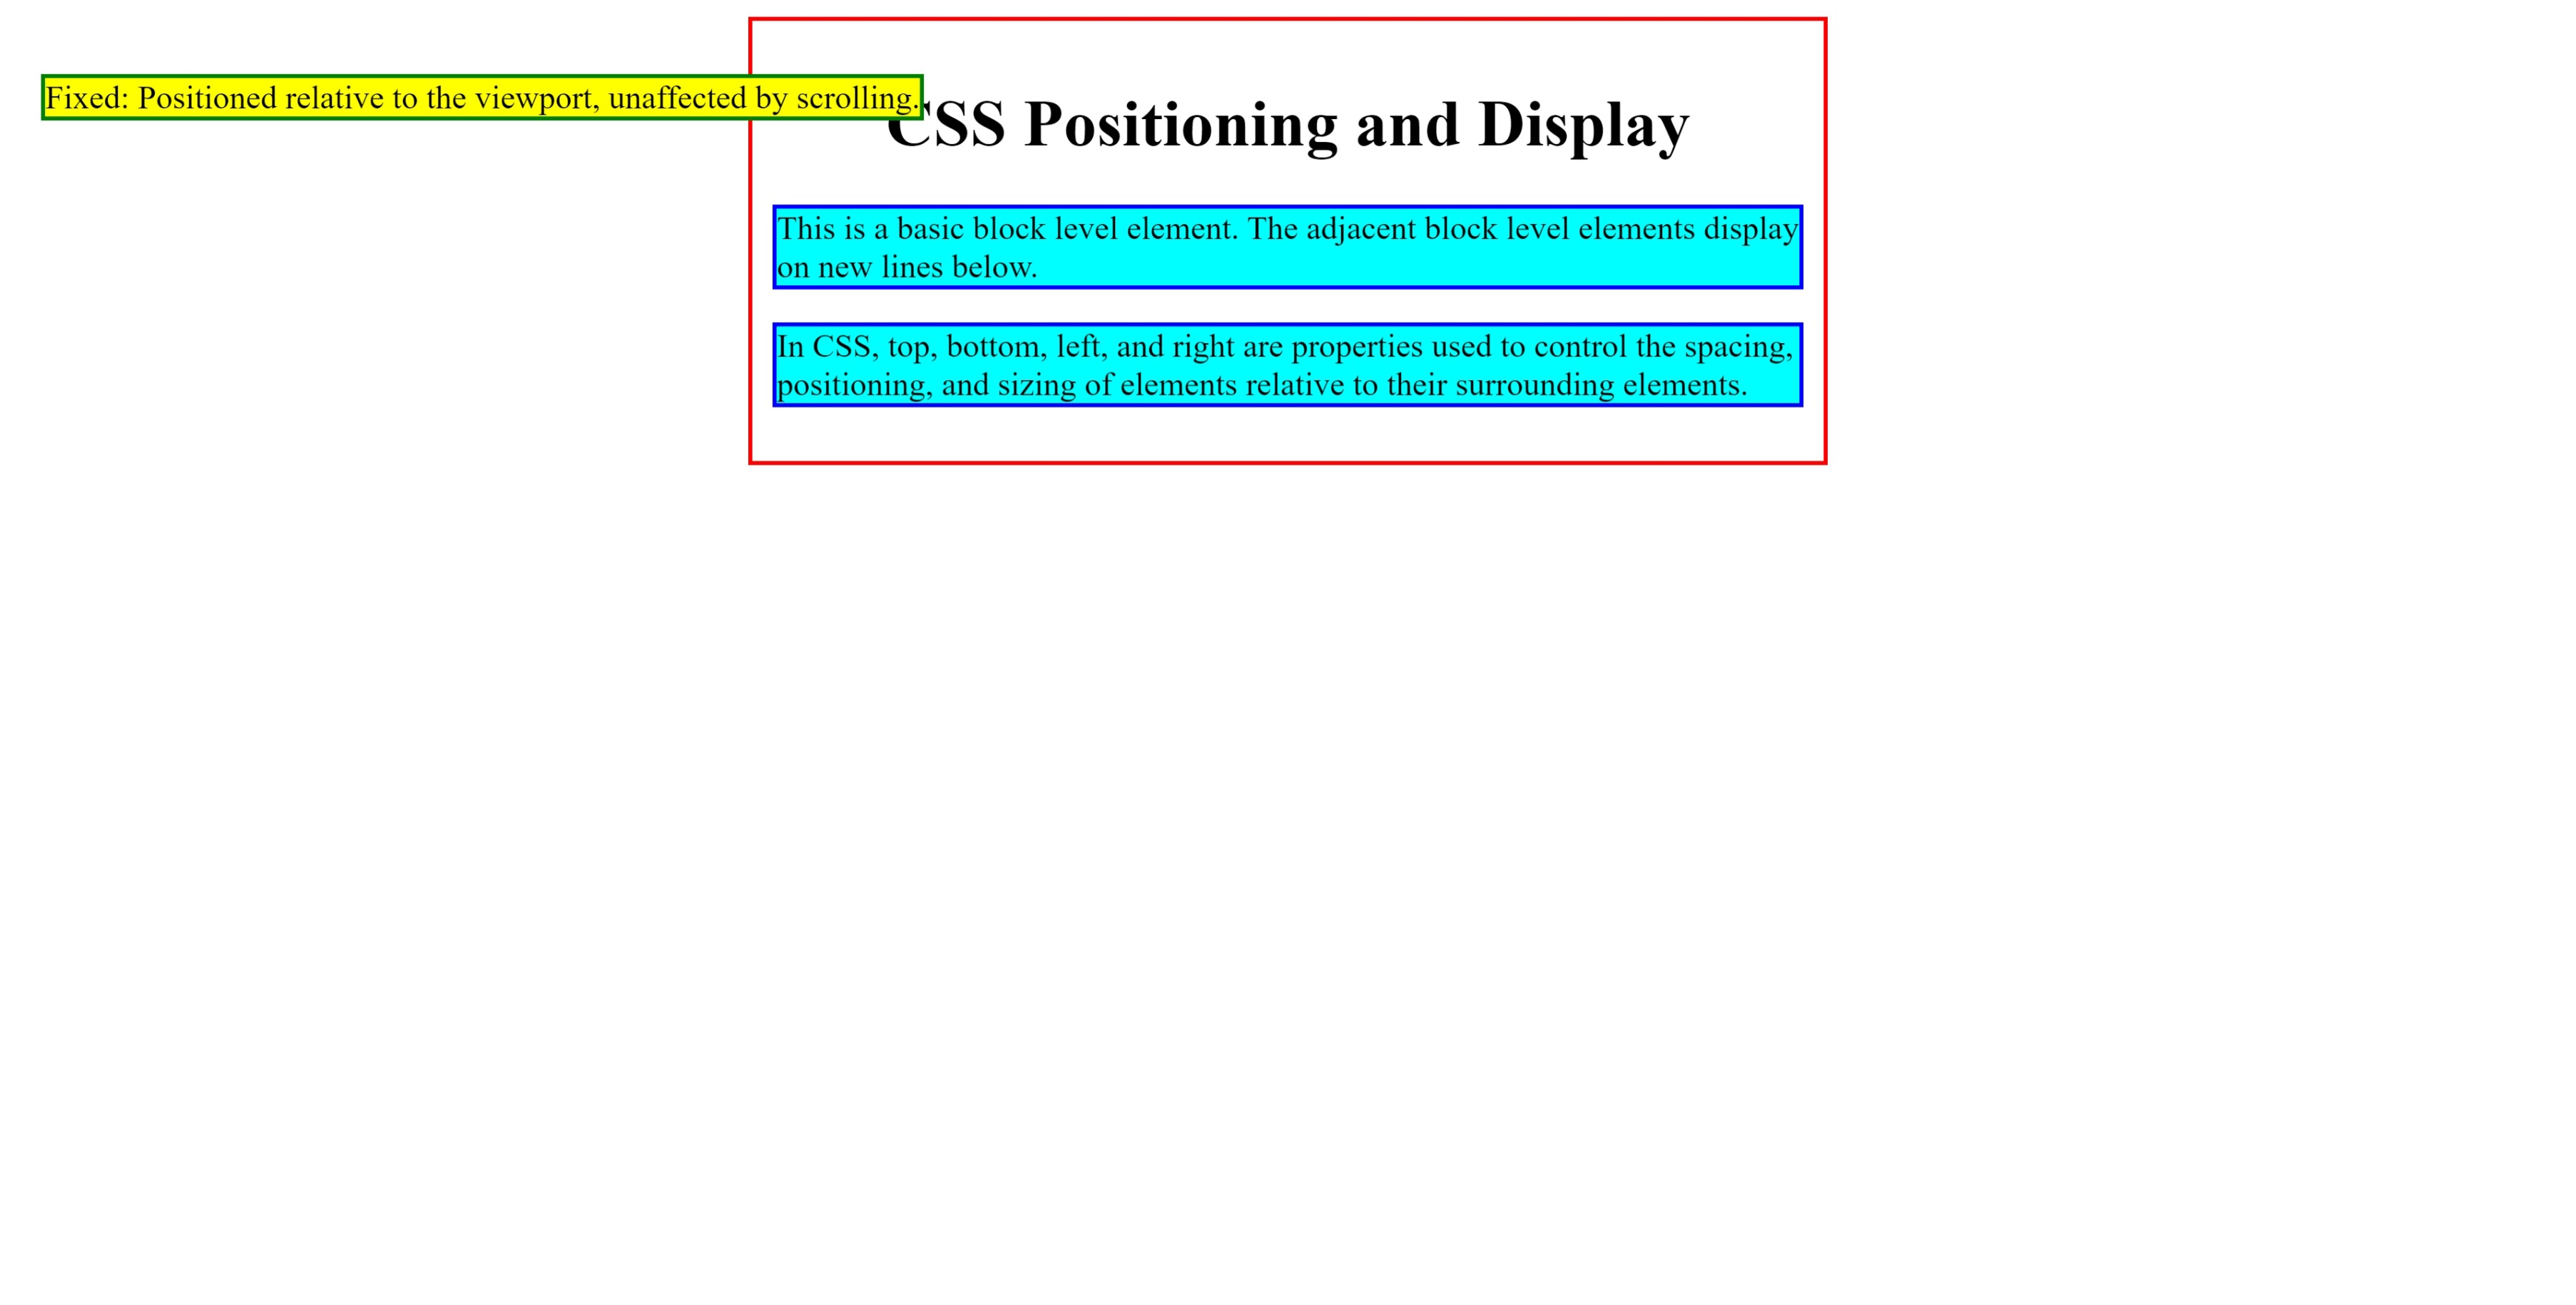 Fixed: Positioned relative to the viewport, unaffected by scrolling.
CSS Positioning and Display
This is a basic block level element. The adjacent block level elements display
on new lines below.
In CSS, top, bottom, left, and right are properties used to control the spacing,
positioning, and sizing of elements relative to their surrounding elements.